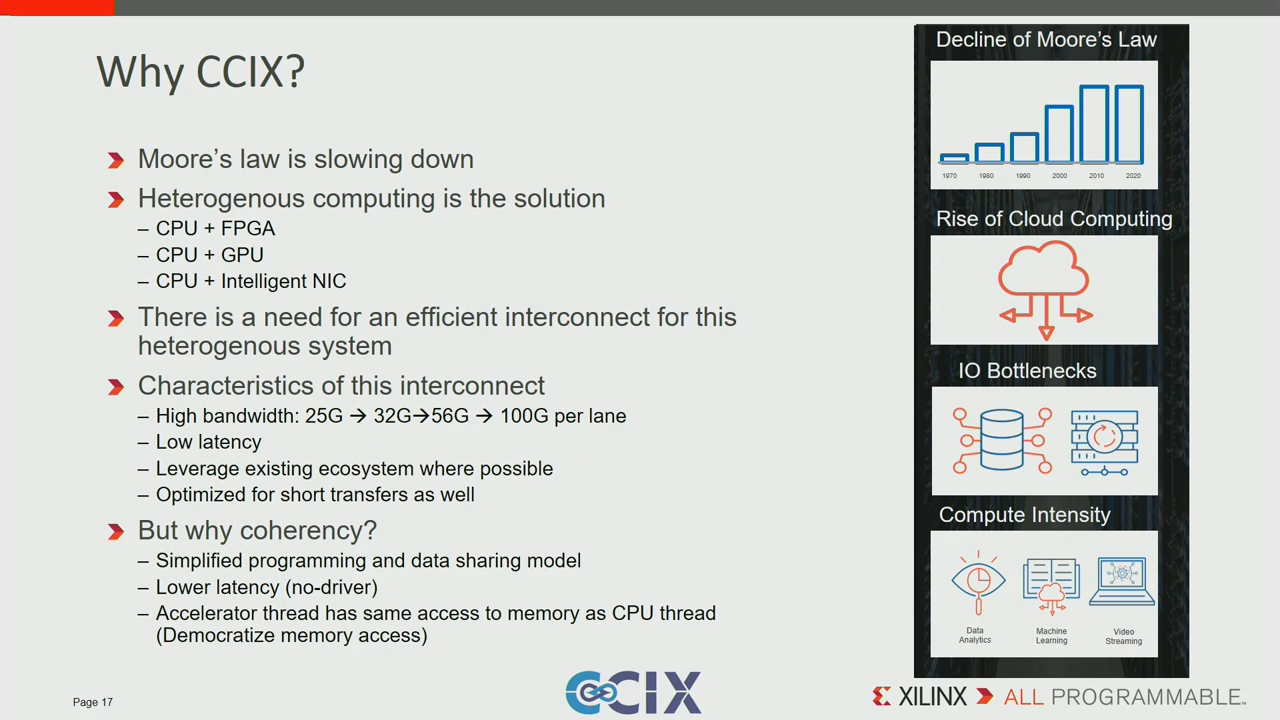 Why CCIX?
Moore's law is slowing down
Heterogenous computing is the solution
– CPU + FPGA
– CPU + GPU
– CPU + Intelligent NIC
There is a need for an efficient interconnect for this
heterogenous system
Characteristics of this interconnect
– High bandwidth: 25G → 32G→56G → 100G per lane
– Low latency
– Leverage existing ecosystem where possible
– Optimized for short transfers as well
But why coherency?
– Simplified programming and data sharing model
– Lower latency (no-driver)
– Accelerator thread has same access to memory as CPU thread
(Democratize memory access)
Decline of Moore's Law
1970 1980 1990 2000 2010 2020
Rise of Cloud Computing
IO Bottlenecks
Compute Intensity
Data
Analytics
Machine
Learning
Video
Streaming
Page 17
CCIX
XILINX ALL PROGRAMMABLE™